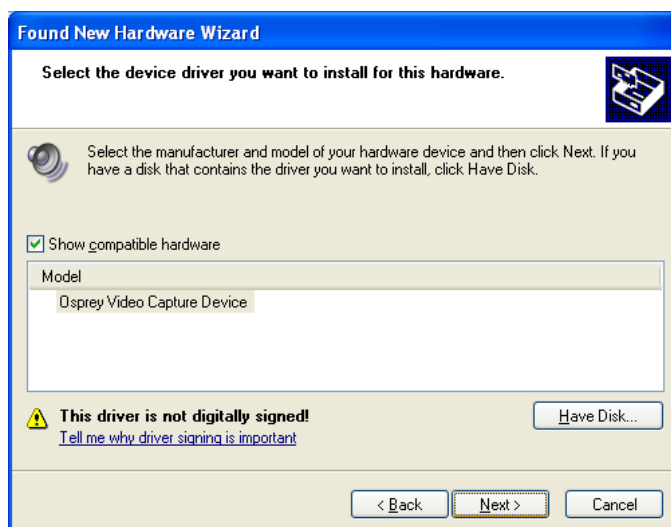 Found New Hardware Wizard
Select the device driver you want to install for this hardware.
Select the manufacturer and model of your hardware device and then click Next. If you
have a disk that contains the driver you want to install, click Have Disk.
Show compatible hardware
Model
Osprey Video Capture Device
This driver is not digitally signed!
Have Disk...
Tell me why driver signing is important
< Back
Next >
Cancel